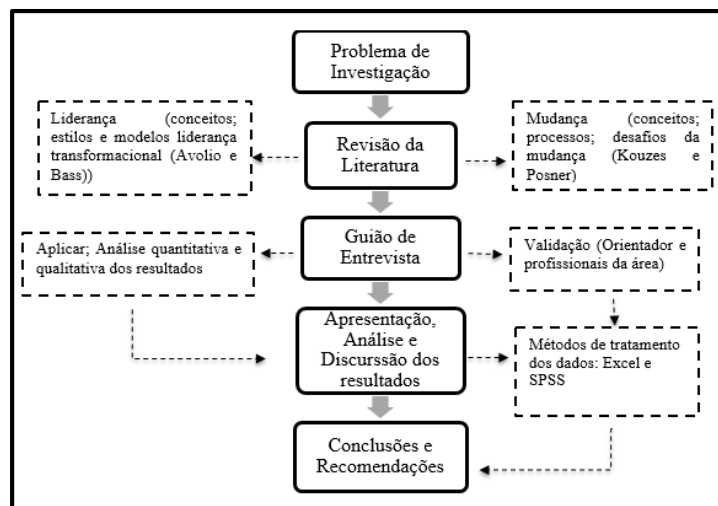 Problema de
Investigação
Liderança (conceitos;
estilos e modelos liderança
transformacional (Avolio e
Bass))
Revisão da
Literatura
Mudança (conceitos;
processos; desafios da
mudança (Kouzes e
Posner)
Aplicar; Análise quantitativa e
qualitativa dos resultados
Guião de
Entrevista
Validação (Orientador e
profissionais da área)
Apresentação,
Análise e
Discurssão dos
resultados
Métodos de tratamento
dos dados: Excel e
SPSS
Conclusões e
Recomendações